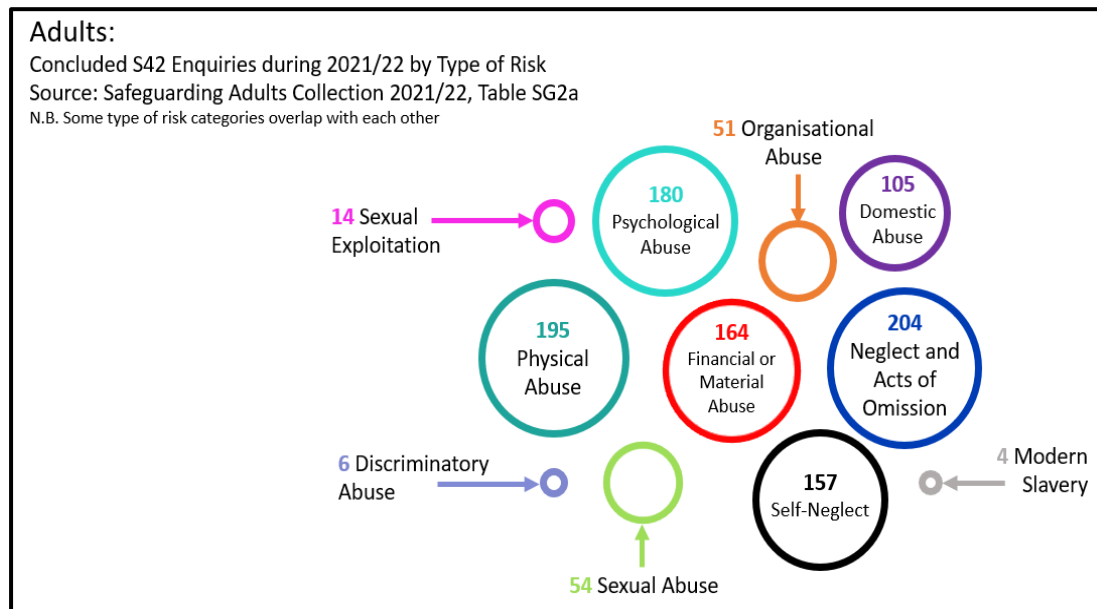 Adults:
Concluded S42 Enquiries during 2021/22 by Type of Risk
Source: Safeguarding Adults Collection 2021/22, Table SG2a
N.B. Some type of risk categories overlap with each other
51 Organisational
Abuse
180
Psychological
Abuse
105
Domestic
Abuse
14 Sexual
Exploitation
195
Physical
Abuse
164
Financial or
Material
Abuse
204
Neglect and
Acts of
Omission
6 Discriminatory
Abuse
157
Self-Neglect
4 Modern
Slavery
54 Sexual Abuse